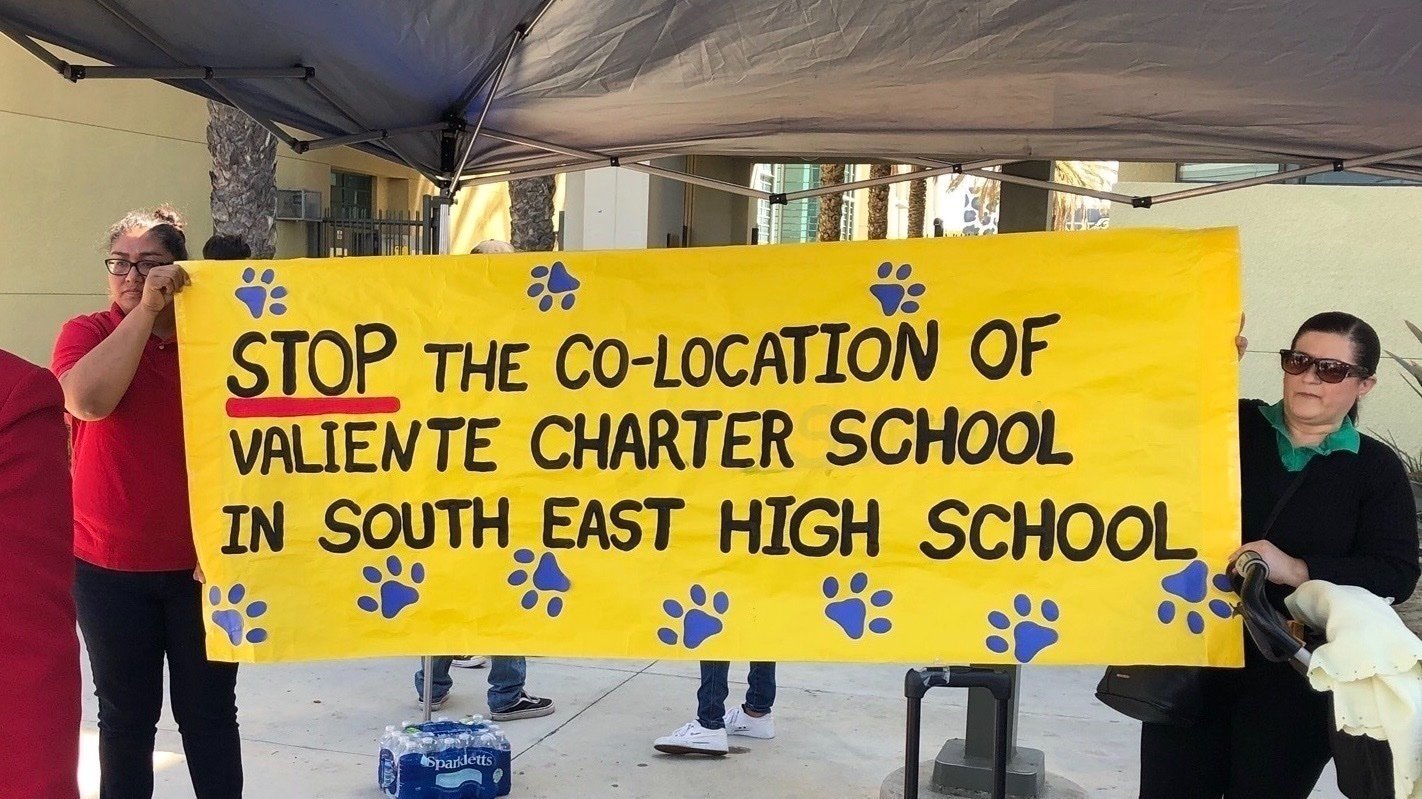 STOP THE CO-LOCATION OF
VALIENTE CHARTER SCHOOL
IN SOUTH EAST HIGH SCHOOL
Sparkletts